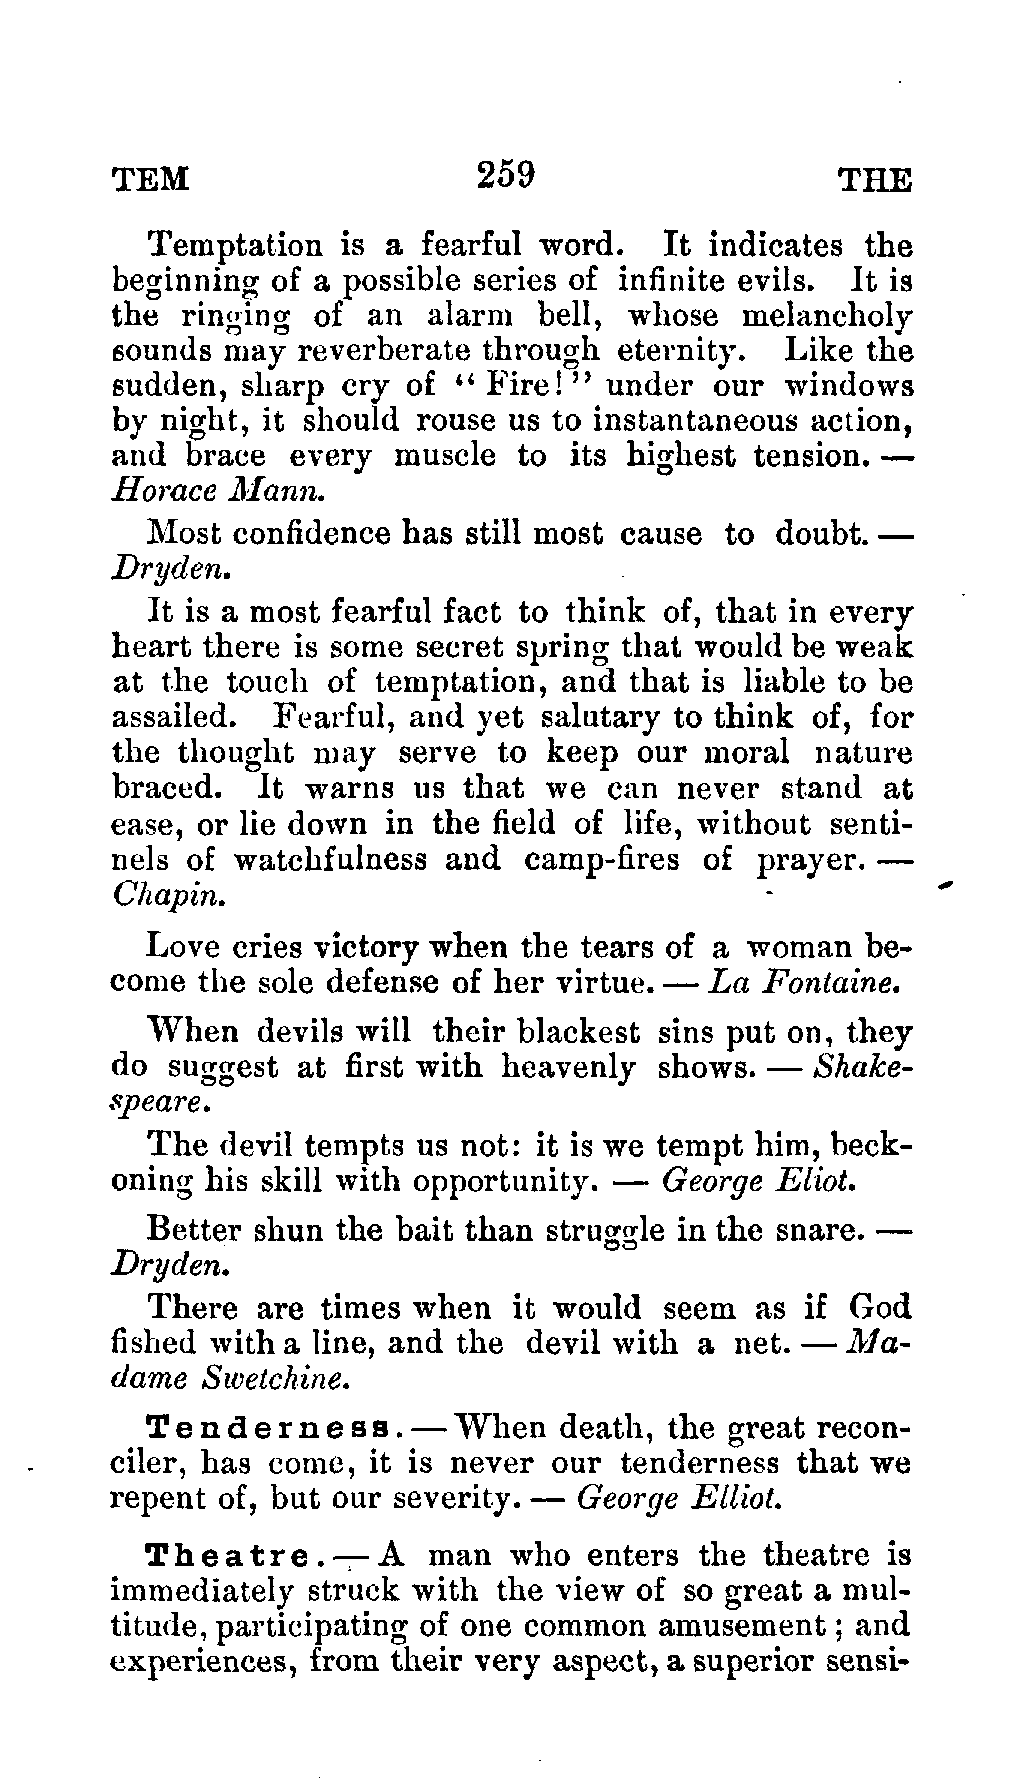 TEM 259 THE
Temptation is a fearful word. It indicates the
beginning of a possible series of infinite evils. It is
the ringing of an alarm bell, whose melancholy
sounds may reverberate through eternity. Like the
sudden, sharp cry of “ Fire! ” under our windows
by night, it should rouse us to instantaneous action,
and brace every muscle to its highest tension. —
Horace Mann.
Most confidence has still most cause to doubt. —
Dryden.
It is a most fearful fact to think of, that in every
heart there is some secret spring that would be weak
at the touch of temptation, and that is liable to be
assailed. Fearful, and yet salutary to think of, for
the thought may serve to keep our moral nature
braced. It warns us that we can never stand at
ease, or lie down in the field of life, without senti-
nels of watchfulness and camp-fires of prayer. —
Chapin.
Love cries victory when the tears of a woman be-
come the sole defense of her virtue. — La Fontaine.
When devils will their blackest sins put on, they
do suggest at first with heavenly shows. — Shake-
speare.
The devil tempts us not: it is we tempt him, beck-
oning his skill with opportunity. — George Eliot.
Better shun the bait than struggle in the snare. —
Dryden.
There are times when it would seem as if God
fished with a line, and the devil with a net. — Ma-
dame Swetchine.
Tenderness. — When death, the great recon-
ciler, has come, it is never our tenderness that we
repent of, but our severity. — George Elliot.
Theatre. — A man who enters the theatre is
immediately struck with the view of so great a mul-
titude, participating of one common amusement; and
experiences, from their very aspect, a superior sensi-